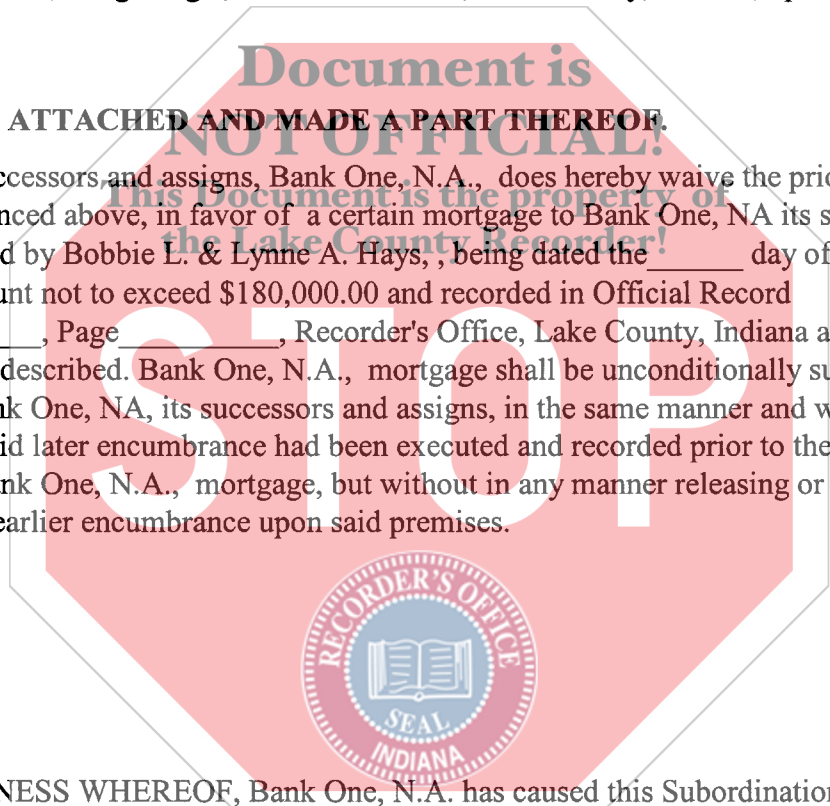 Document is
ATTACHED AND MADE A PART THEREOF.
NOT OFFICIAL!
ccessors and assigns, Bank One, N.A., does hereby waive the prio
This Document is the property of
nced above, in favor of a certain mortgage to Bank One, NA its s
the Lake County Recorder!
d by Bobbie L. & Lynne A. Hays, , being dated the______ day of
unt not to exceed $180,000.00 and recorded in Official Record
___, Page__________, Recorder's Office, Lake County, Indiana a
described. Bank One, N.A., mortgage shall be unconditionally su
nk One, NA, its successors and assigns, in the same manner and w
id later encumbrance had been executed and recorded prior to the
nk One, N.A., mortgage, but without in any manner releasing or
earlier encumbrance upon said premises.
STOP
RECORDER'S OFFICE
SEAL
INDIANA
NESS WHEREOF, Bank One, N.A. has caused this Subordination